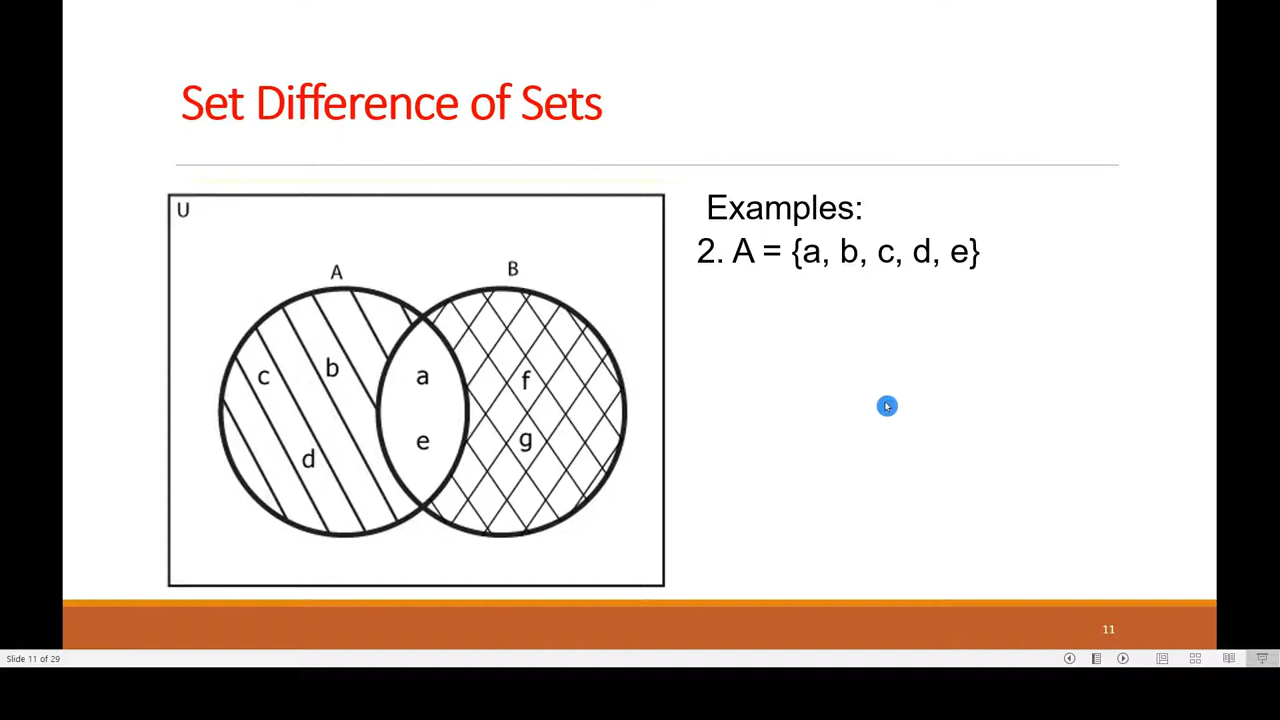 Set Difference of Sets
U
A
B
c
b
d
a
e
f
g
Examples:
2. A = {a, b, c, d, e}
11
Slide 11 of 29